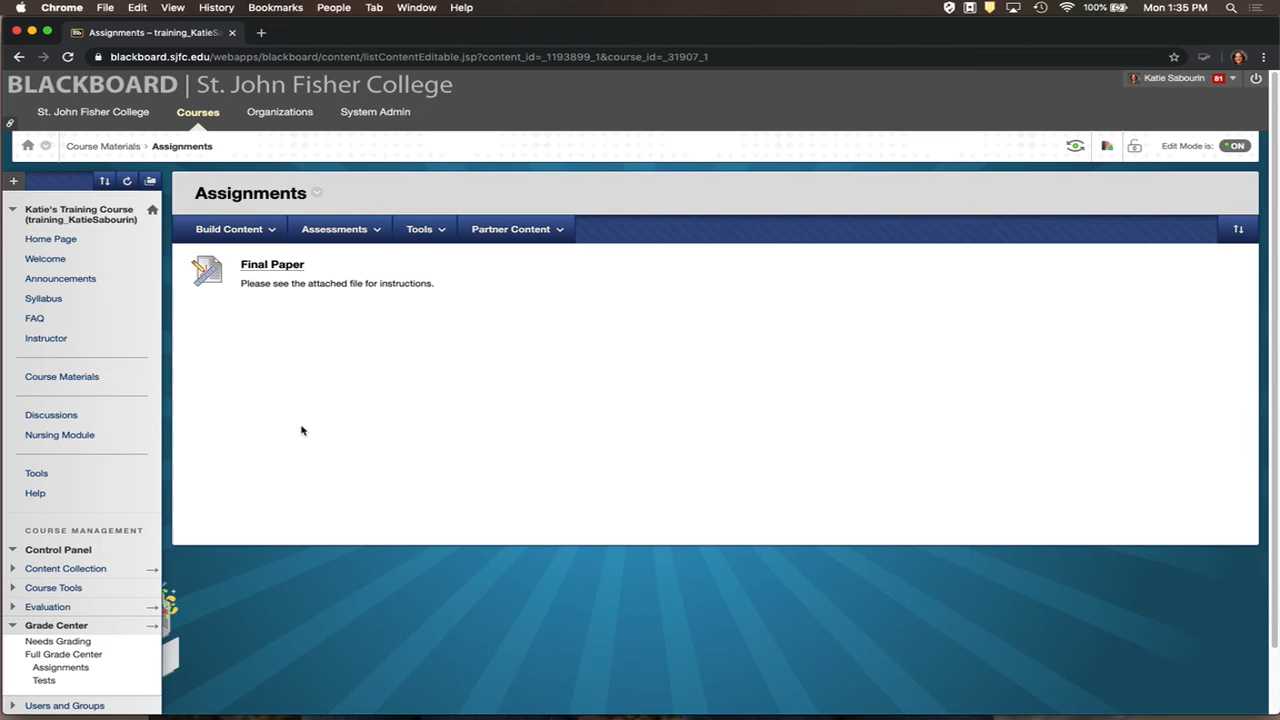 Chrome File Edit View History Bookmarks People Tab Window Help 100% Mon 1:35 PM
Bb Assignments – training_KatieS
blackboard.sjfc.edu/webapps/blackboard/content/listContentEditable.jsp?content_id=_1193899_1&course_id=_31907_1
BLACKBOARD | St. John Fisher College
Katie Sabourin 81
St. John Fisher College Courses Organizations System Admin
Course Materials > Assignments Edit Mode is: ON
Assignments
Build Content Assessments Tools Partner Content
Final Paper
Please see the attached file for instructions.
Katie's Training Course
(training_KatieSabourin)
Home Page
Welcome
Announcements
Syllabus
FAQ
Instructor
Course Materials
Discussions
Nursing Module
Tools
Help
COURSE MANAGEMENT
Control Panel
Content Collection
Course Tools
Evaluation
Grade Center
Needs Grading
Full Grade Center
Assignments
Tests
Users and Groups